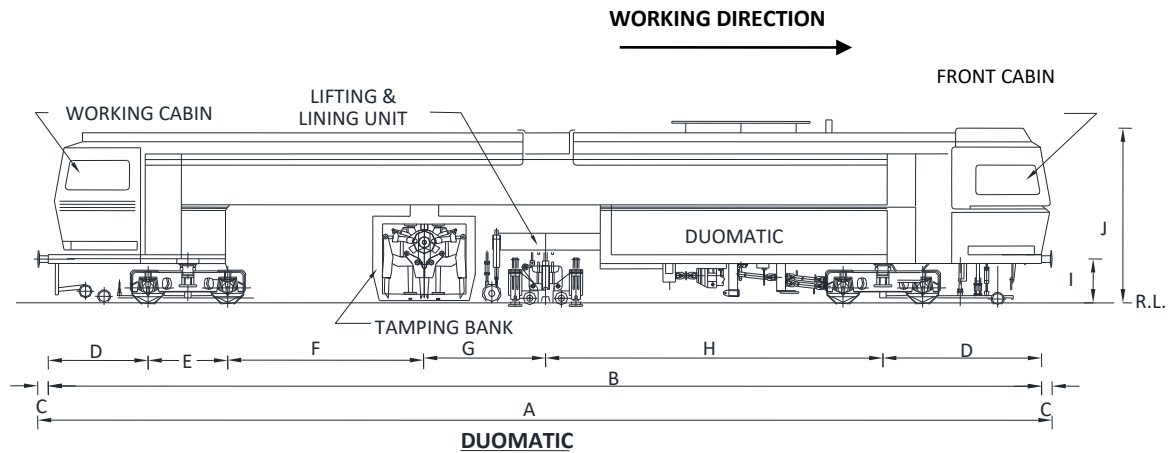 WORKING DIRECTION
FRONT CABIN
LIFTING &
LINING UNIT
WORKING CABIN
DUOMATIC
J
I
R.L.
TAMPING BANK
D
E
F
G
H
D
B
C
A
C
DUOMATIC